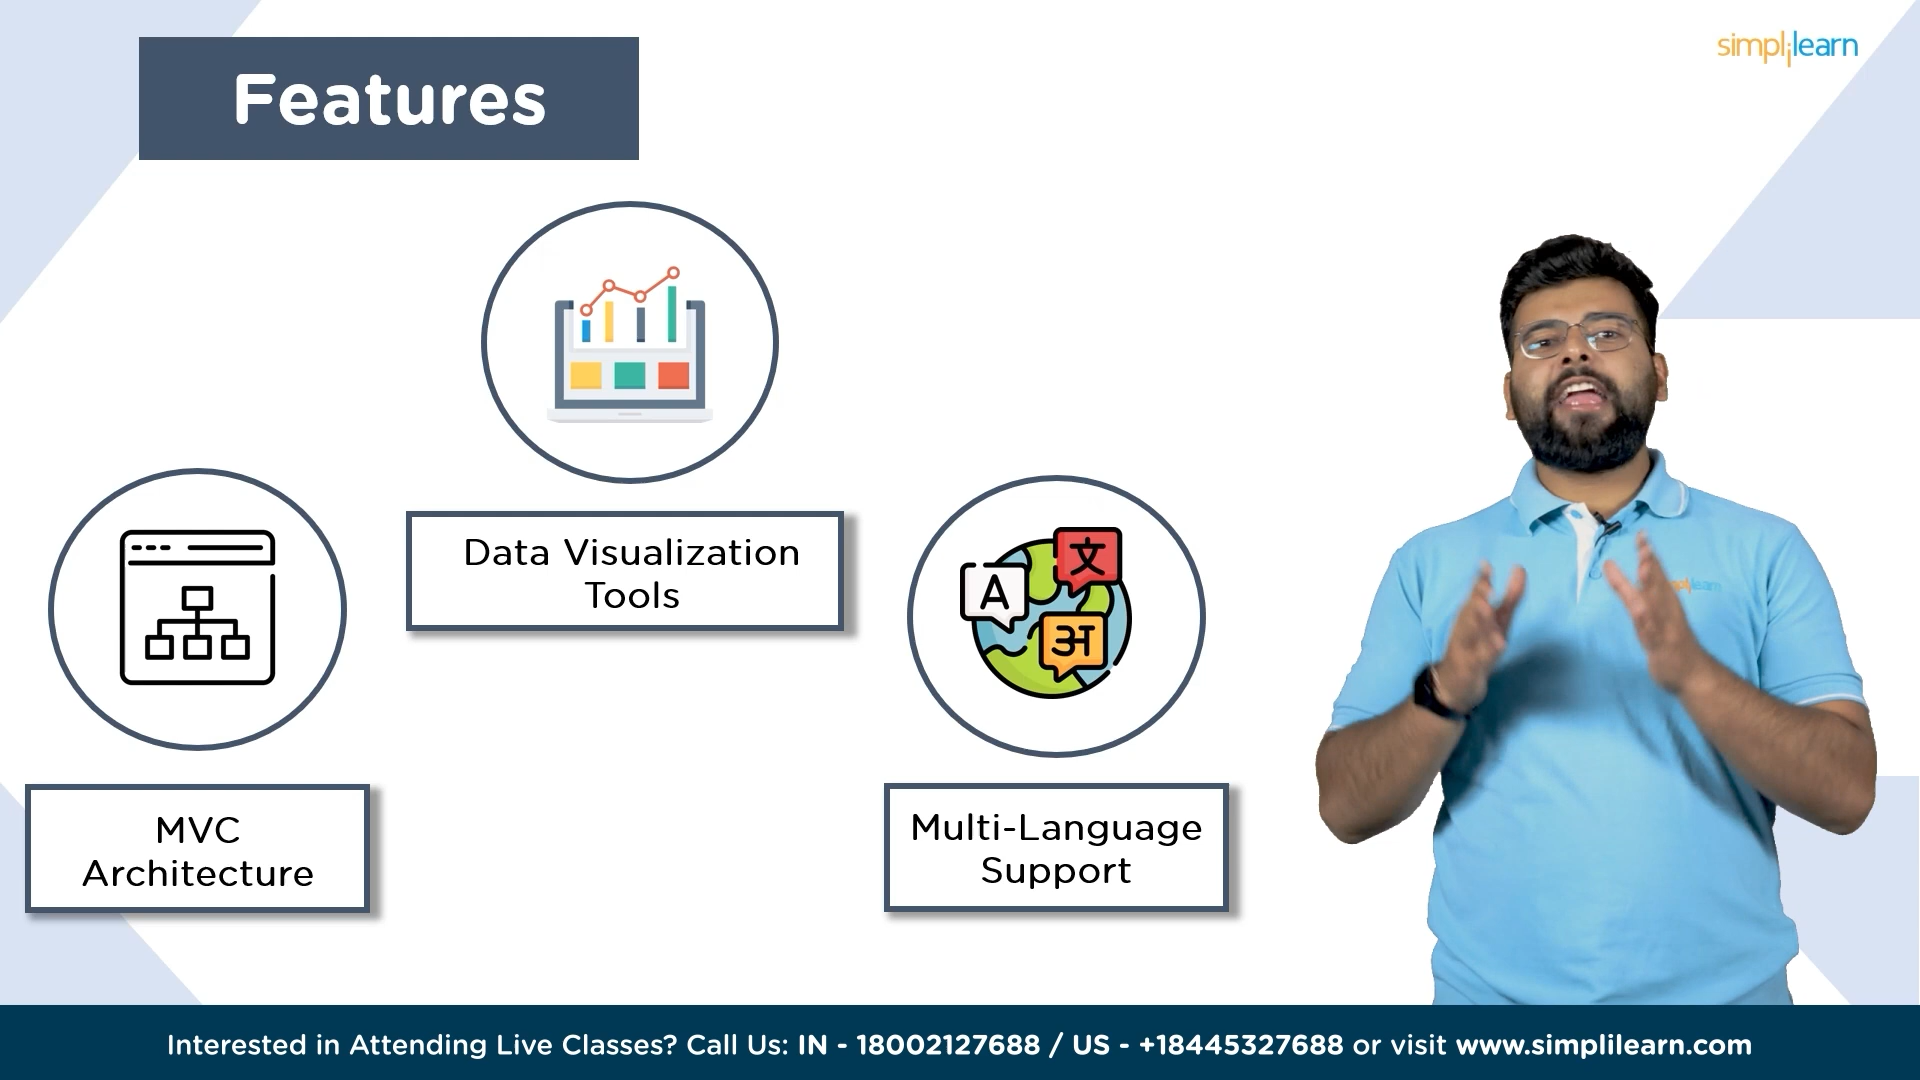 Features
simplilearn
Data Visualization
Tools
A
文
अ
MVC
Architecture
Multi-Language
Support
simplilearn
Interested in Attending Live Classes? Call Us: IN - 18002127688 / US - +18445327688 or visit www.simplilearn.com